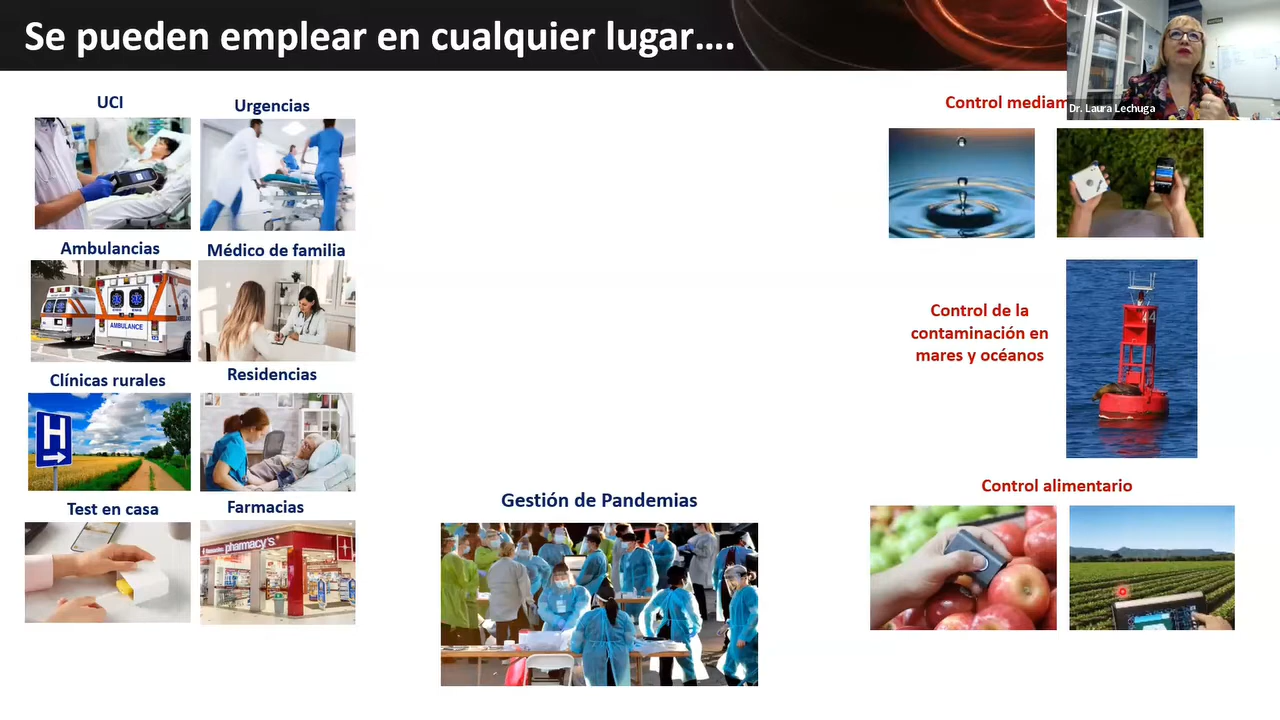 Se pueden emplear en cualquier lugar....
Dr. Laura Lechuga
UCI
Urgencias
Ambulancias
AMBULANCE
Médico de familia
Clínicas rurales
H
Residencias
Test en casa
Farmacias
pharmacy's
Gestión de Pandemias
Control
Control de la
contaminación en
mares y océanos
44
Control alimentario